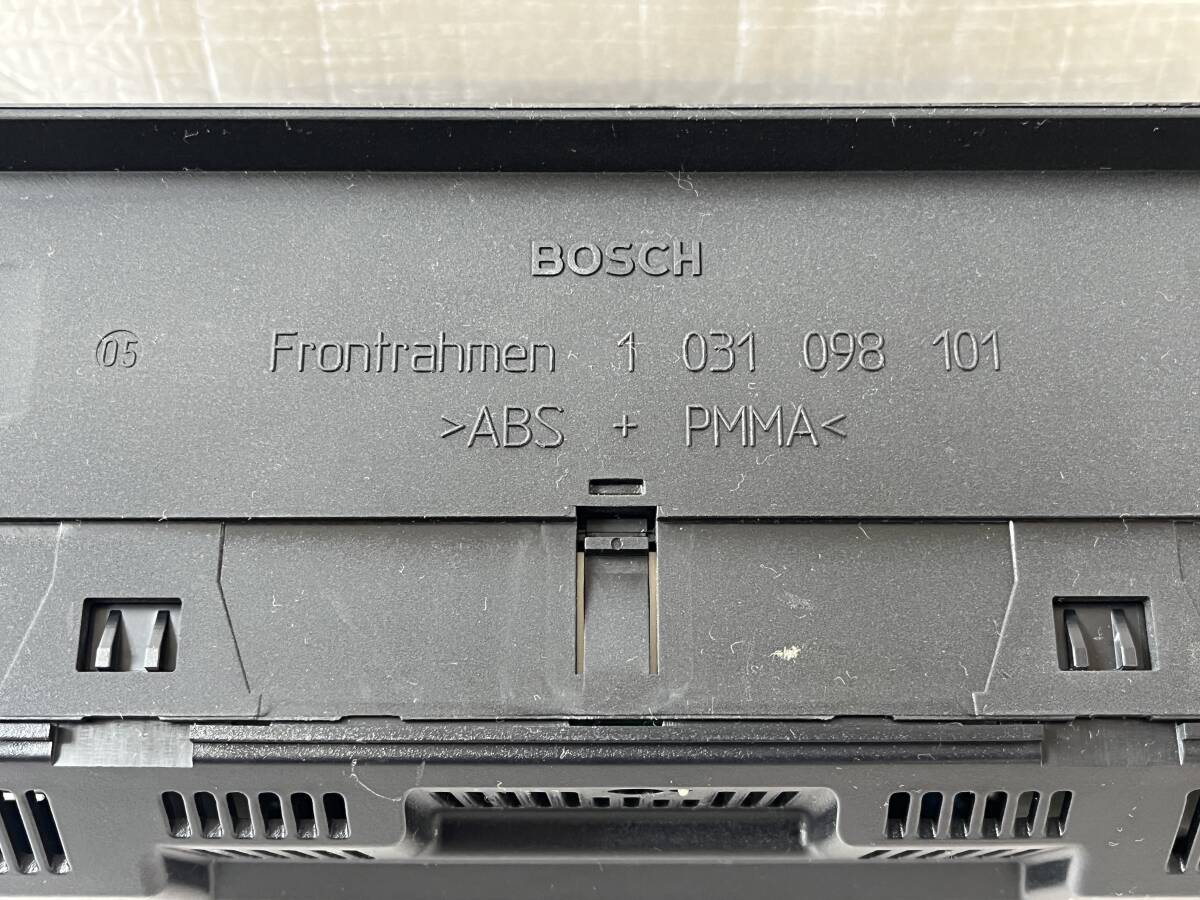 BOSCH
05 Frontrahmen 1 031 098 101
>ABS + PMMA<